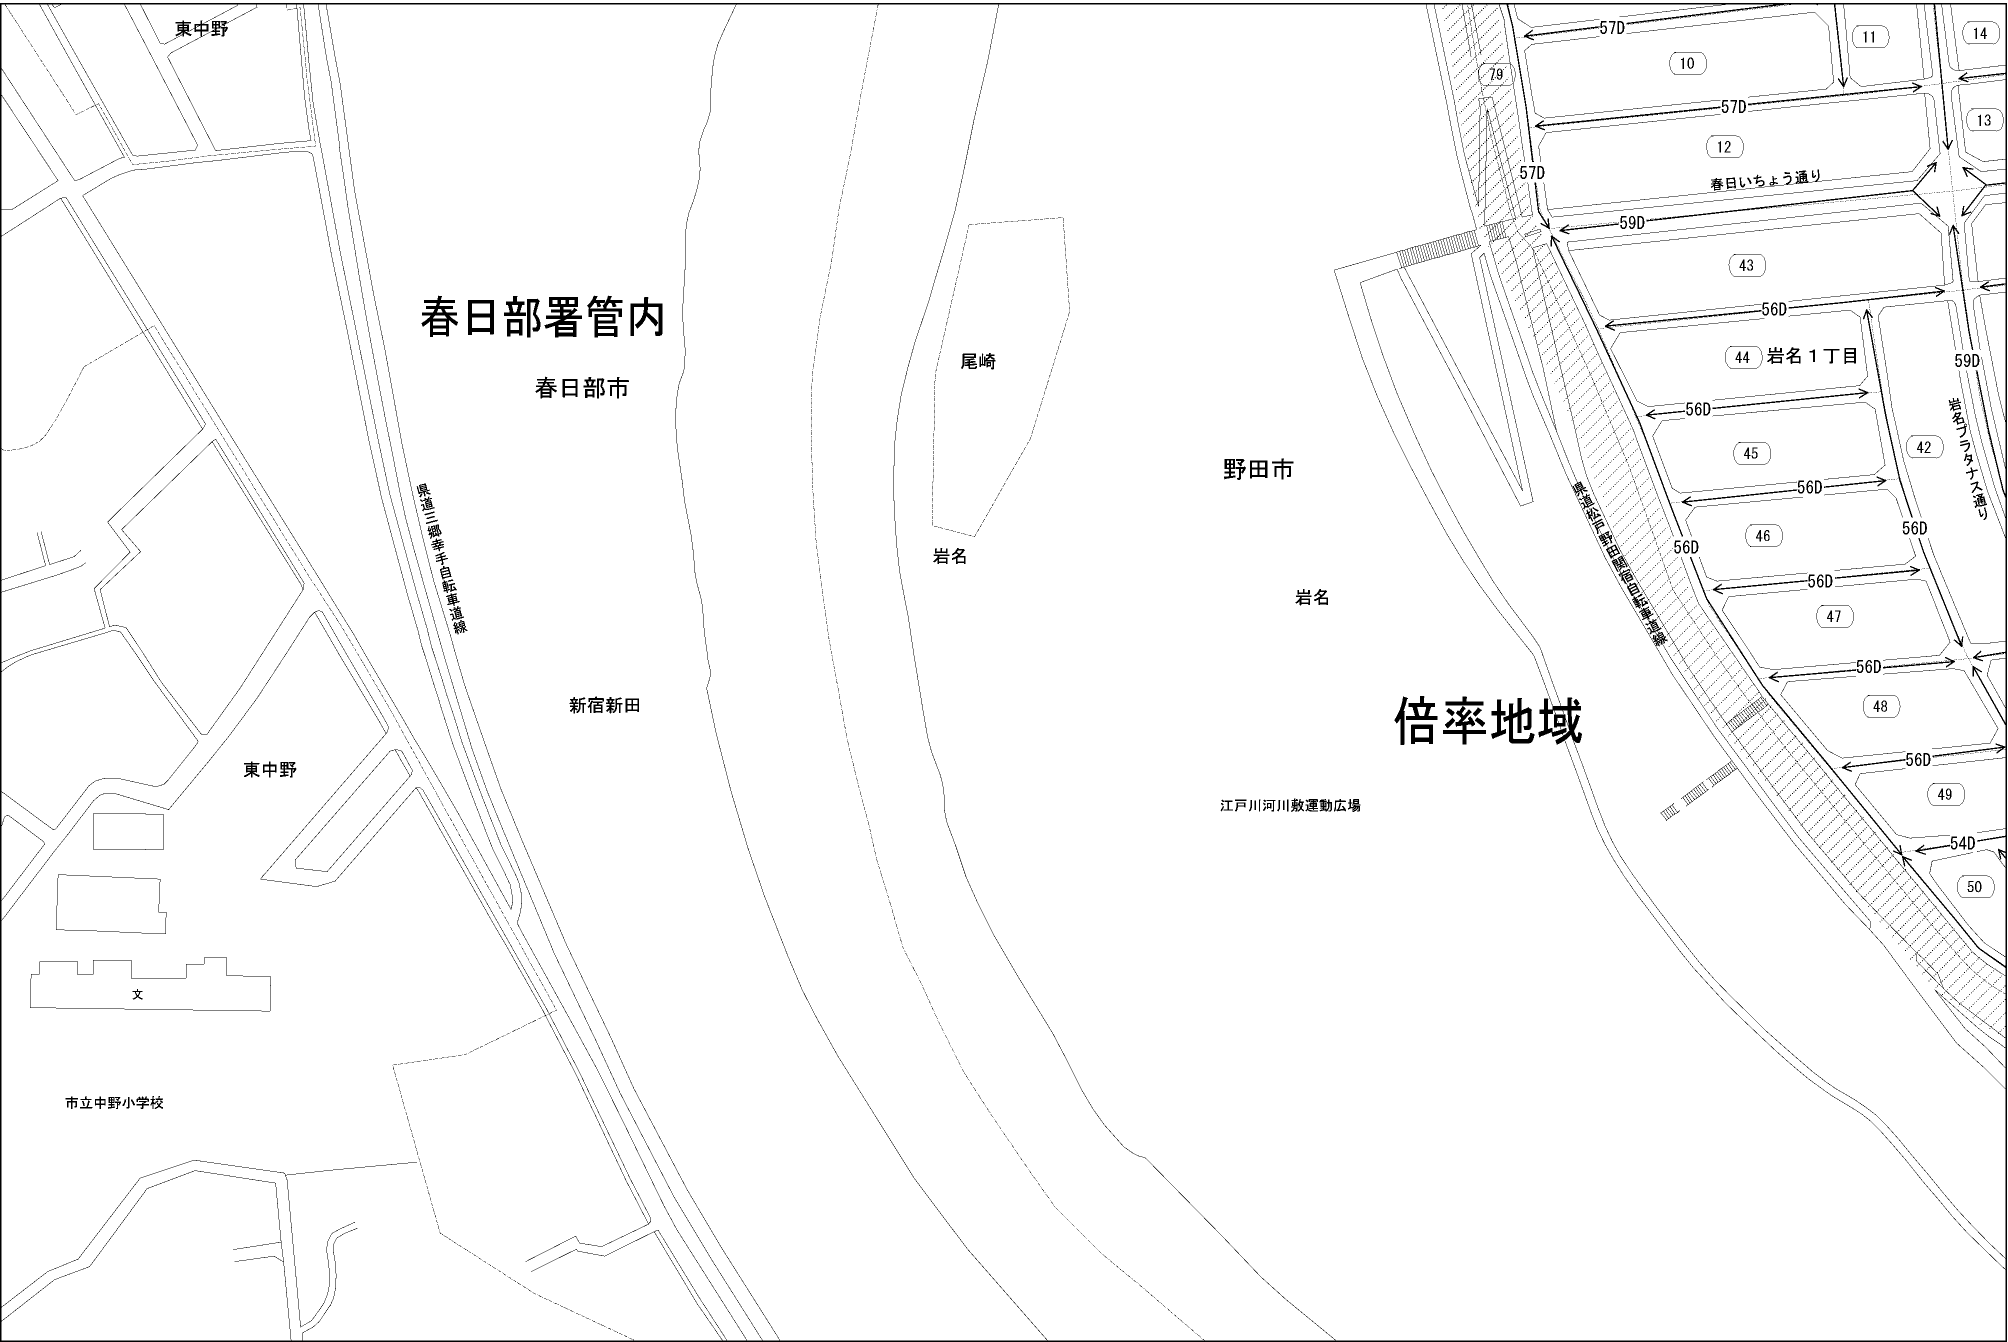 東中野
57D
11
14
10
79
57D
13
12
57D
春日いちょう通り
59D
43
春日部署管内
56D
尾崎
44
岩名１丁目
59D
春日部市
56D
岩名プラタナス通り
42
45
野田市
県道三郷幸手自転車道線
県道松戸野田関宿自転車道線
56D
56D
46
56D
岩名
56D
岩名
47
56D
新宿新田
48
倍率地域
56D
東中野
49
江戸川河川敷運動広場
54D
50
文
市立中野小学校